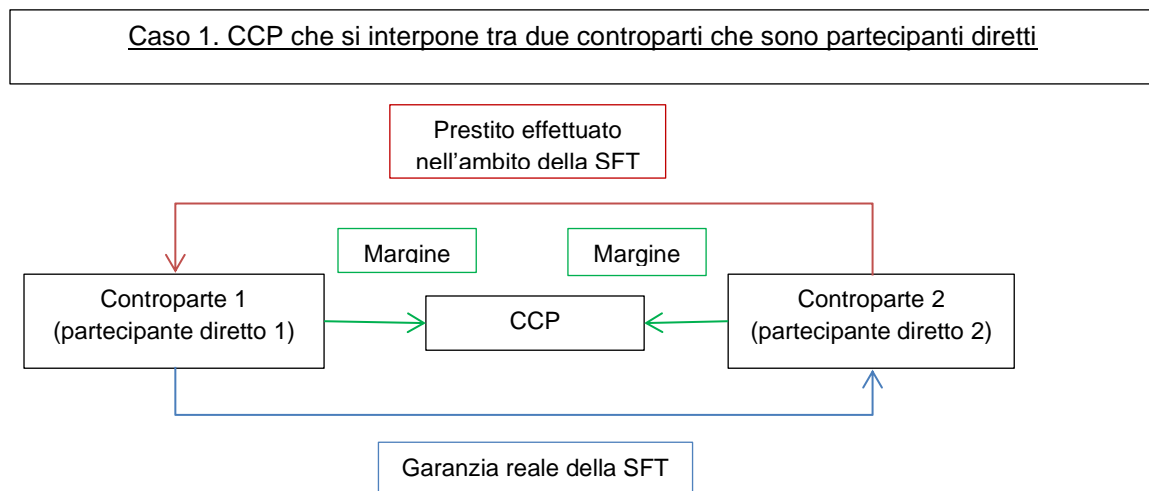 Caso 1. CCP che si interpone tra due controparti che sono partecipanti diretti
Prestito effettuato
nell'ambito della SFT
Margine
Margine
Controparte 1
(partecipante diretto 1)
CCP
Controparte 2
(partecipante diretto 2)
Garanzia reale della SFT